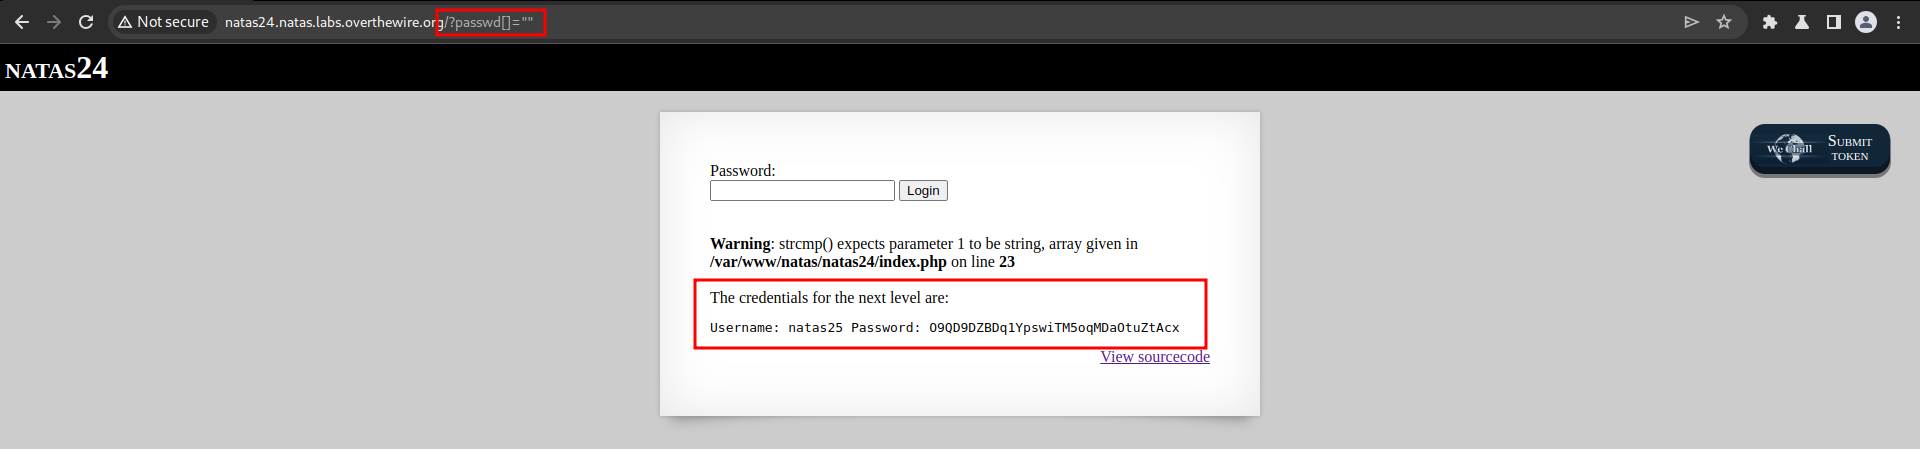 Not secure natas24.natas.labs.overthewire.org/?passwd[]=""
NATAS24
We Chall
SUBMIT
TOKEN
Password:
Login
Warning: strcmp() expects parameter 1 to be string, array given in
/var/www/natas/natas24/index.php on line 23
The credentials for the next level are:
Username: natas25 Password: O9QD9DZBDq1YpswiTM5oqMDaOtuZtAcx
View sourcecode